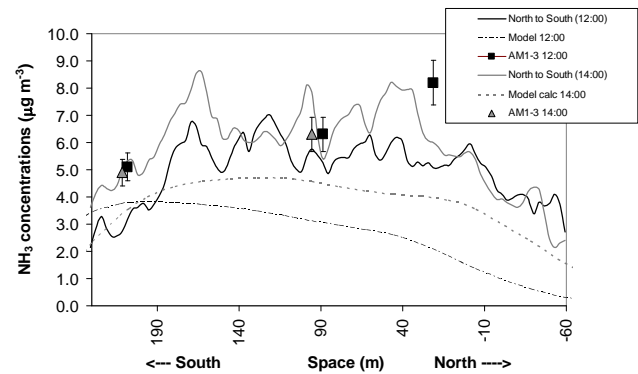 North to South (12:00)
Model 12:00
AM1-3 12:00
North to South (14:00)
Model calc 14:00
AM1-3 14:00
NH3 concentrations (µg m-3)
10.0
9.0
8.0
7.0
6.0
5.0
4.0
3.0
2.0
1.0
0.0
190
140
90
40
-10
-60
<--- South Space (m) North ---->